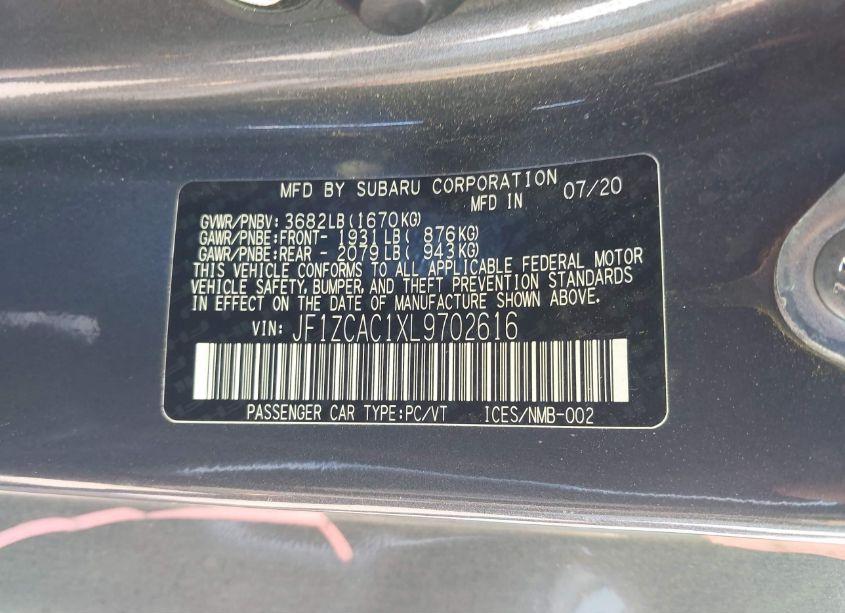 MFD BY SUBARU CORPORATION
MFD IN 07/20
GVWR/PNBV: 3682LB(1670KG)
GAWR/PNBE:FRONT- 1931LB( 876KG)
GAWR/PNBE:REAR - 2079LB( 943KG)
THIS VEHICLE CONFORMS TO ALL APPLICABLE FEDERAL MOTOR
VEHICLE SAFETY, BUMPER, AND THEFT PREVENTION STANDARDS
IN EFFECT ON THE DATE OF MANUFACTURE SHOWN ABOVE.
VIN: JF1ZCAC1XL9702616
PASSENGER CAR TYPE:PC/VT ICES/NMB-002